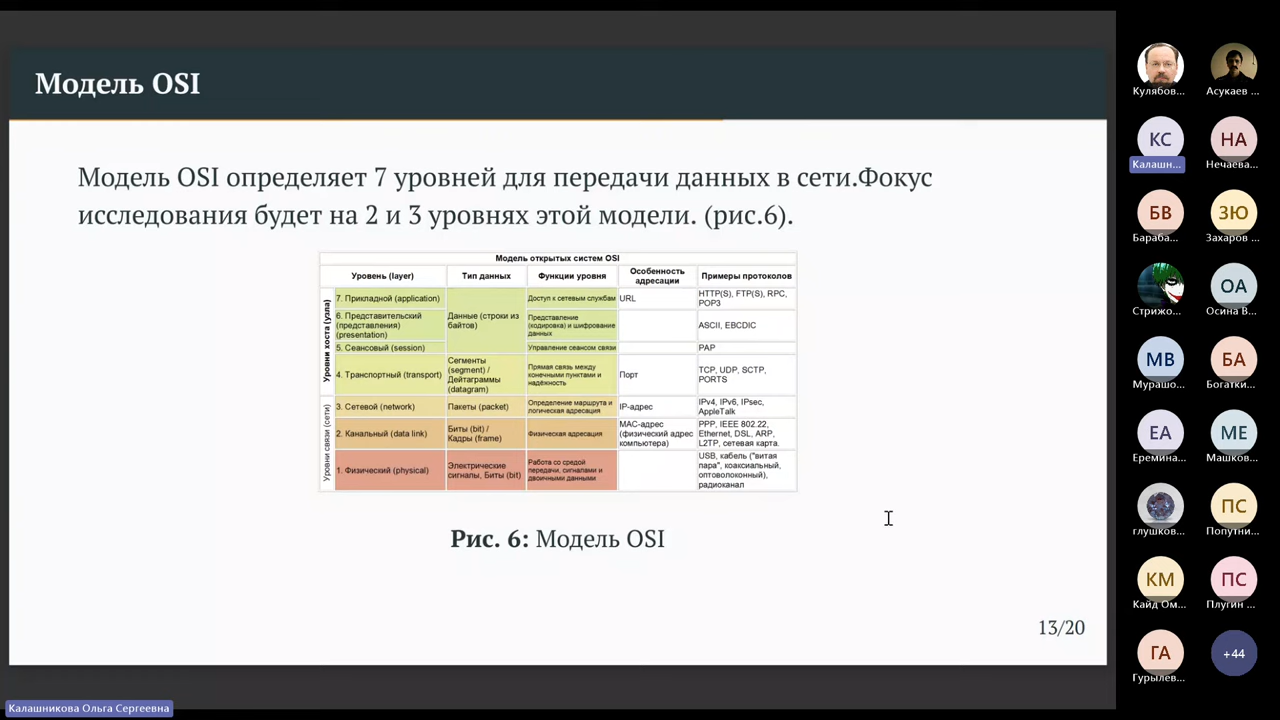 Модель OSI
Модель OSI определяет 7 уровней для передачи данных в сети.Фокус
исследования будет на 2 и 3 уровнях этой модели. (рис.6).
Модель открытых систем OSI
Уровень (layer) Тип данных Функции уровня Особенность адресации Примеры протоколов
Уровни хоста (узла)
7. Прикладной (application) Данные (строки из байтов) Доступ к сетевым службам URL HTTP(S), FTP(S), RPC, POP3
6. Представительский (представления) (presentation) Представление (кодировка) и шифрование данных ASCII, EBCDIC
5. Сеансовый (session) Управление сеансом связи PAP
4. Транспортный (transport) Сегменты (segment) / Дейтаграммы (datagram) Прямая связь между конечными пунктами и надёжность Порт TCP, UDP, SCTP, PORTS
Уровни связи (сети)
3. Сетевой (network) Пакеты (packet) Определение маршрута и логическая адресация IP-адрес IPv4, IPv6, IPsec, AppleTalk
2. Канальный (data link) Биты (bit) / Кадры (frame) Физическая адресация MAC-адрес (физический адрес компьютера) PPP, IEEE 802.22, Ethernet, DSL, ARP, L2TP, сетевая карта.
1. Физический (physical) Электрические сигналы, Биты (bit) Работа со средой передачи, сигналами и двоичными данными USB, кабель ("витая пара", коаксиальный, оптоволоконный), радиоканал
Рис. 6: Модель OSI
13/20
Калашникова Ольга Сергеевна
Кулябов... Асукаев ...
КС НА
Калашн... Нечаева...
БВ ЗЮ
Бараба... Захаров ...
ОА
Стрижо... Осина В...
МВ БА
Мурашо... Богатки...
ЕА МЕ
Еремина... Машков...
ПС
глушков... Попутни...
КМ ПС
Кайд Ом... Плугин ...
ГА +44
Гурылев...